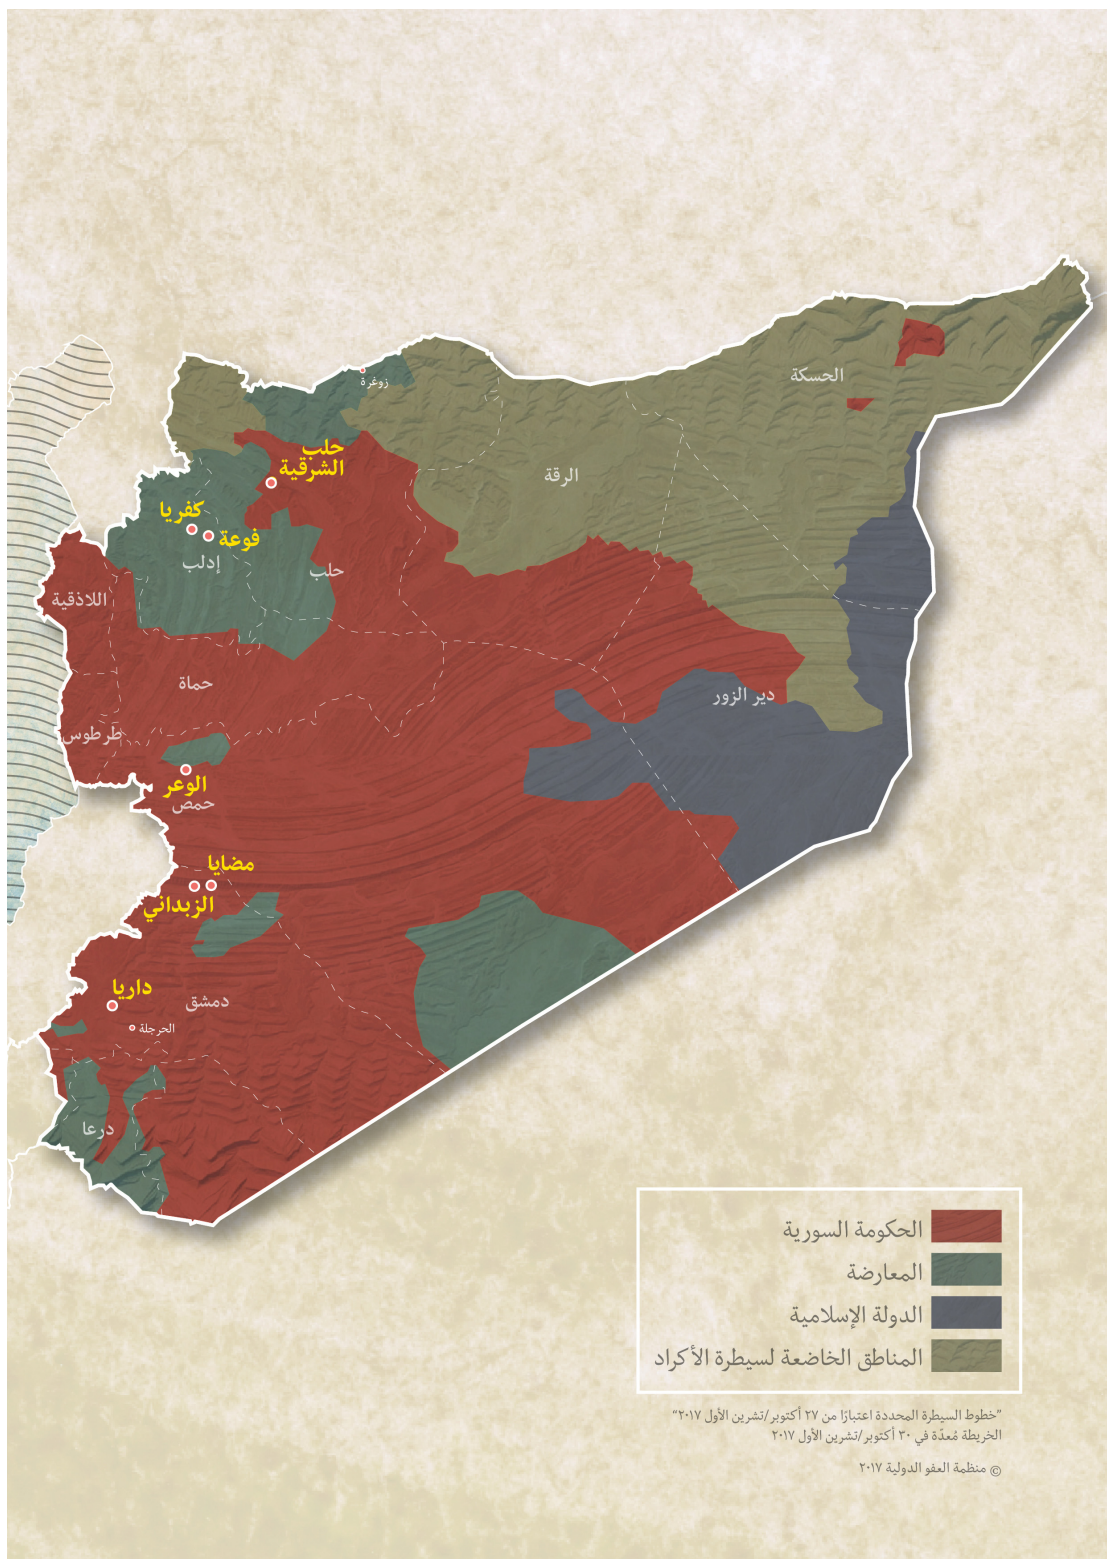 الحسكة
زوغرة
حلب
الشرقية
الرقة
كفريا
فوعة
إدلب
حلب
اللاذقية
حماة
دير الزور
طرطوس
الوعر
حمص
مضايا
الزبداني
داريا
دمشق
الحرجلة
درعا
الحكومة السورية
المعارضة
الدولة الإسلامية
المناطق الخاضعة لسيطرة الأكراد
"خطوط السيطرة المحددة اعتبارًا من ٢٧ أكتوبر/تشرين الأول ٢٠١٧"
الخريطة مُعدّة في ٣٠ أكتوبر/تشرين الأول ٢٠١٧
© منظمة العفو الدولية ٢٠١٧